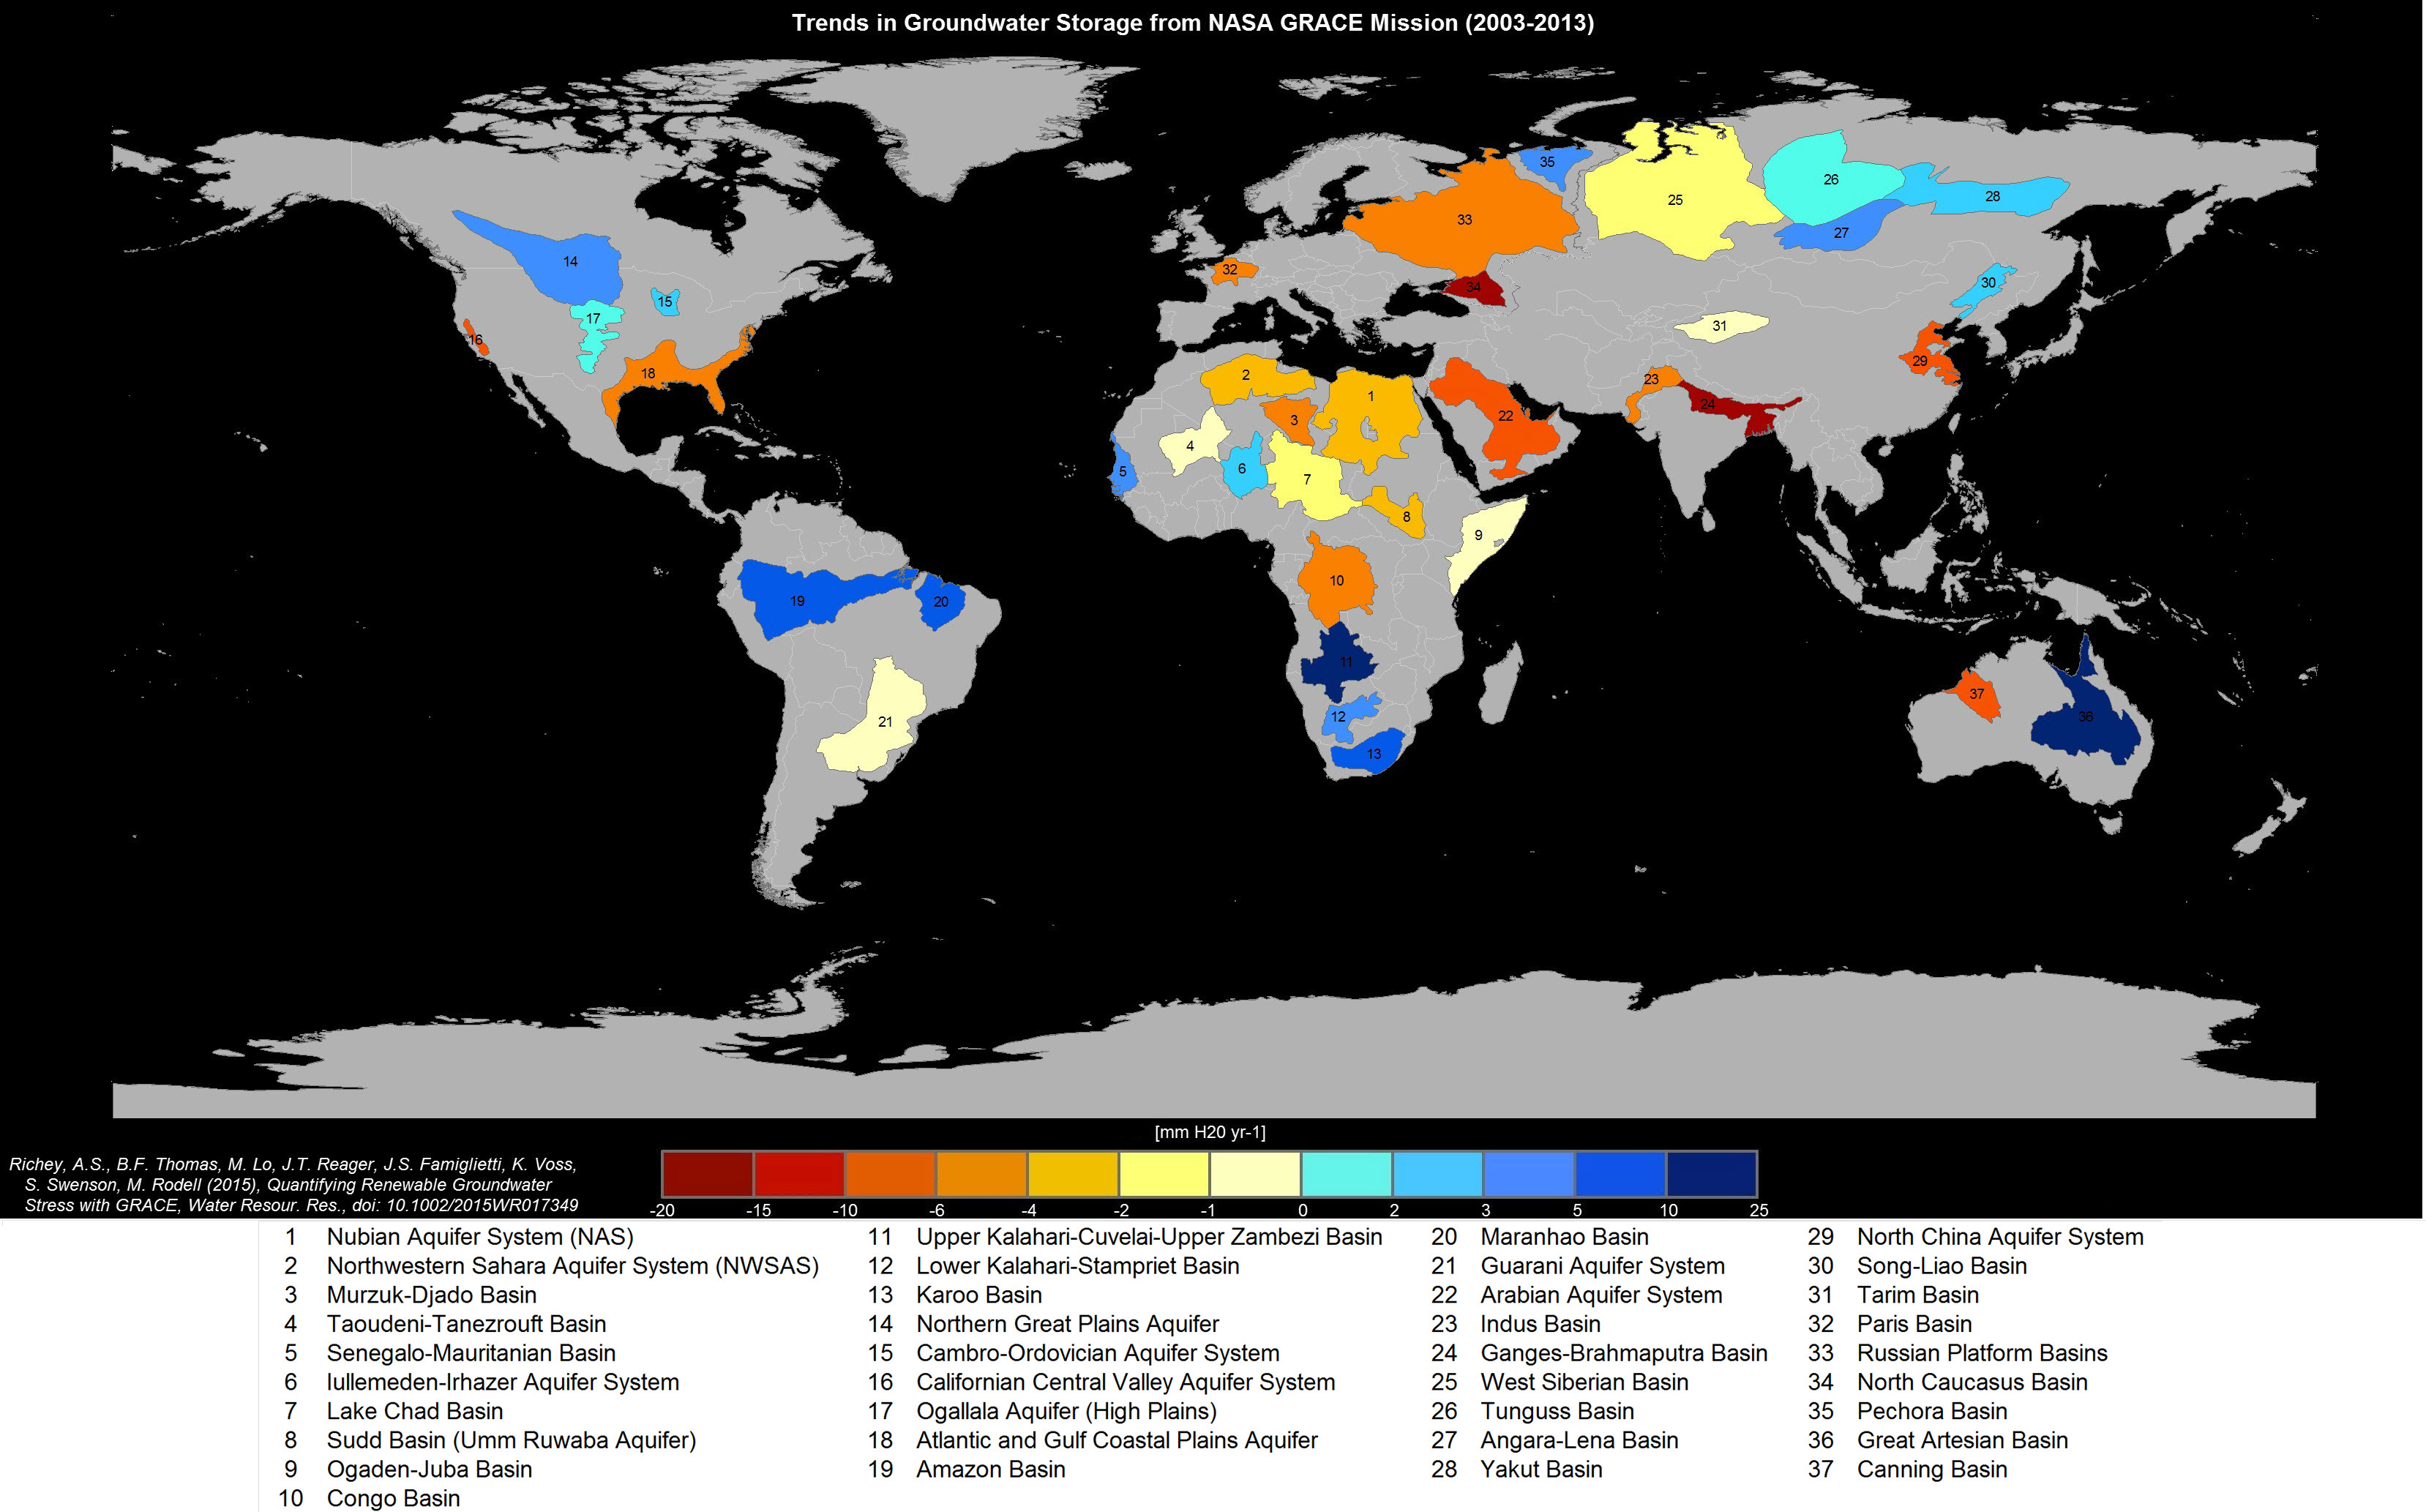 Trends in Groundwater Storage from NASA GRACE Mission (2003-2013)
35
26
25
28
33
27
14
32
34
30
15
17
31
16
29
18
2
23
1
24
3
22
4
6
5
7
8
9
10
19
20
11
37
12
36
21
13
[mm H20 yr-1]
Richey, A.S., B.F. Thomas, M. Lo, J.T. Reager, J.S. Famiglietti, K. Voss,
S. Swenson, M. Rodell (2015), Quantifying Renewable Groundwater
Stress with GRACE, Water Resour. Res., doi: 10.1002/2015WR017349
-20 -15 -10 -6 -4 -2 -1 0 2 3 5 10 25
1 Nubian Aquifer System (NAS)
2 Northwestern Sahara Aquifer System (NWSAS)
3 Murzuk-Djado Basin
4 Taoudeni-Tanezrouft Basin
5 Senegalo-Mauritanian Basin
6 Iullemeden-Irhazer Aquifer System
7 Lake Chad Basin
8 Sudd Basin (Umm Ruwaba Aquifer)
9 Ogaden-Juba Basin
10 Congo Basin
11 Upper Kalahari-Cuvelai-Upper Zambezi Basin
12 Lower Kalahari-Stampriet Basin
13 Karoo Basin
14 Northern Great Plains Aquifer
15 Cambro-Ordovician Aquifer System
16 Californian Central Valley Aquifer System
17 Ogallala Aquifer (High Plains)
18 Atlantic and Gulf Coastal Plains Aquifer
19 Amazon Basin
20 Maranhao Basin
21 Guarani Aquifer System
22 Arabian Aquifer System
23 Indus Basin
24 Ganges-Brahmaputra Basin
25 West Siberian Basin
26 Tunguss Basin
27 Angara-Lena Basin
28 Yakut Basin
29 North China Aquifer System
30 Song-Liao Basin
31 Tarim Basin
32 Paris Basin
33 Russian Platform Basins
34 North Caucasus Basin
35 Pechora Basin
36 Great Artesian Basin
37 Canning Basin